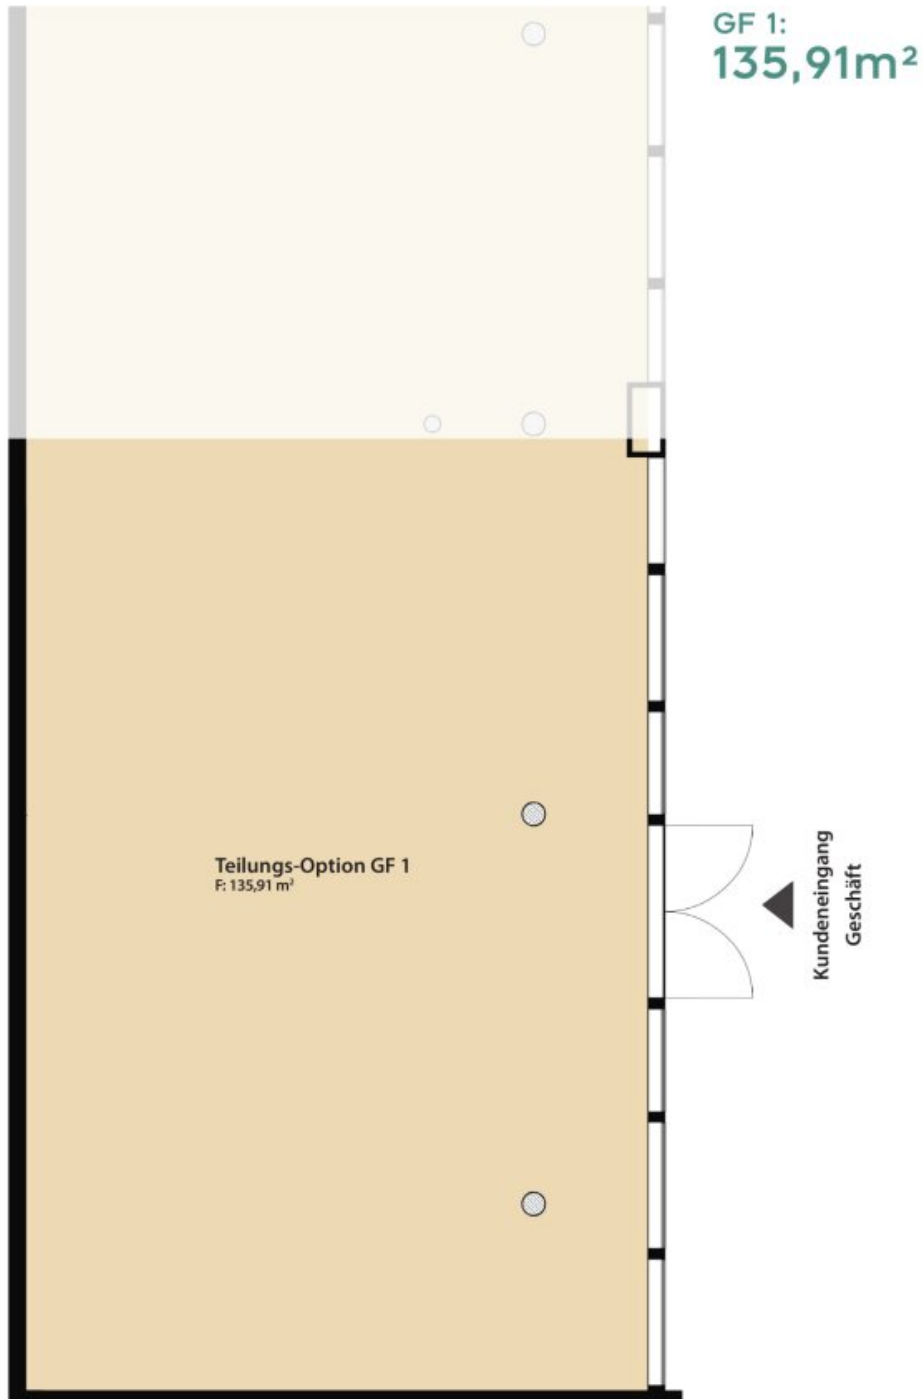 GF 1:
135,91m²
Teilungs-Option GF 1
F: 135,91 m²
Kundeneingang
Geschäft